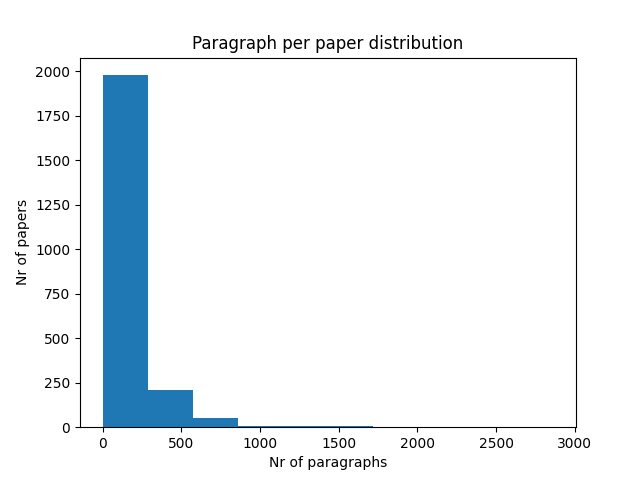 Paragraph per paper distribution
2000
1750
1500
1250
1000
750
500
250
0
Nr of papers
0 500 1000 1500 2000 2500 3000
Nr of paragraphs